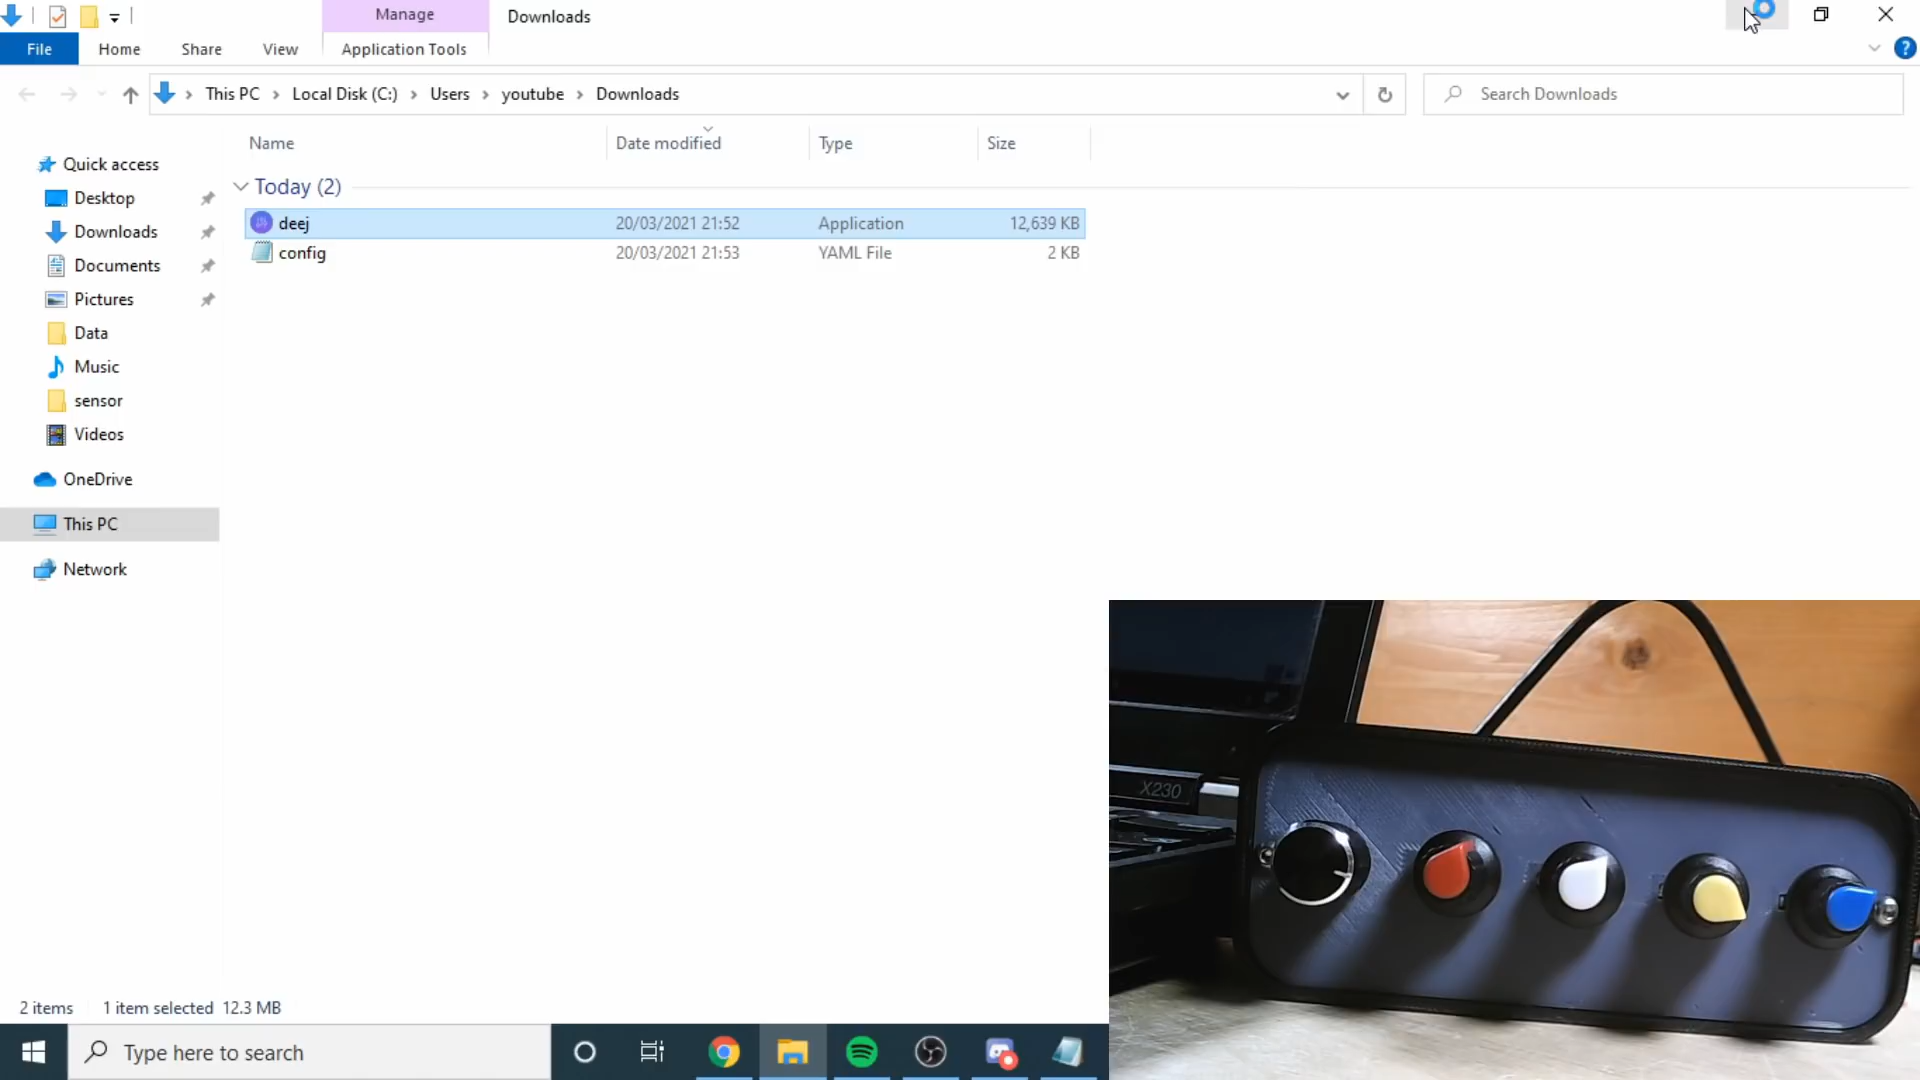 Manage
Downloads
File
Home
Share
View
Application Tools
This PC
Local Disk (C:)
Users
youtube
Downloads
Search Downloads
Name
Date modified
Type
Size
Quick access
Desktop
Downloads
Documents
Pictures
Data
Music
sensor
Videos
OneDrive
This PC
Network
Today (2)
deej 20/03/2021 21:52 Application 12,639 KB
config 20/03/2021 21:53 YAML File 2 KB
X230
2 items 1 item selected 12.3 MB
Type here to search